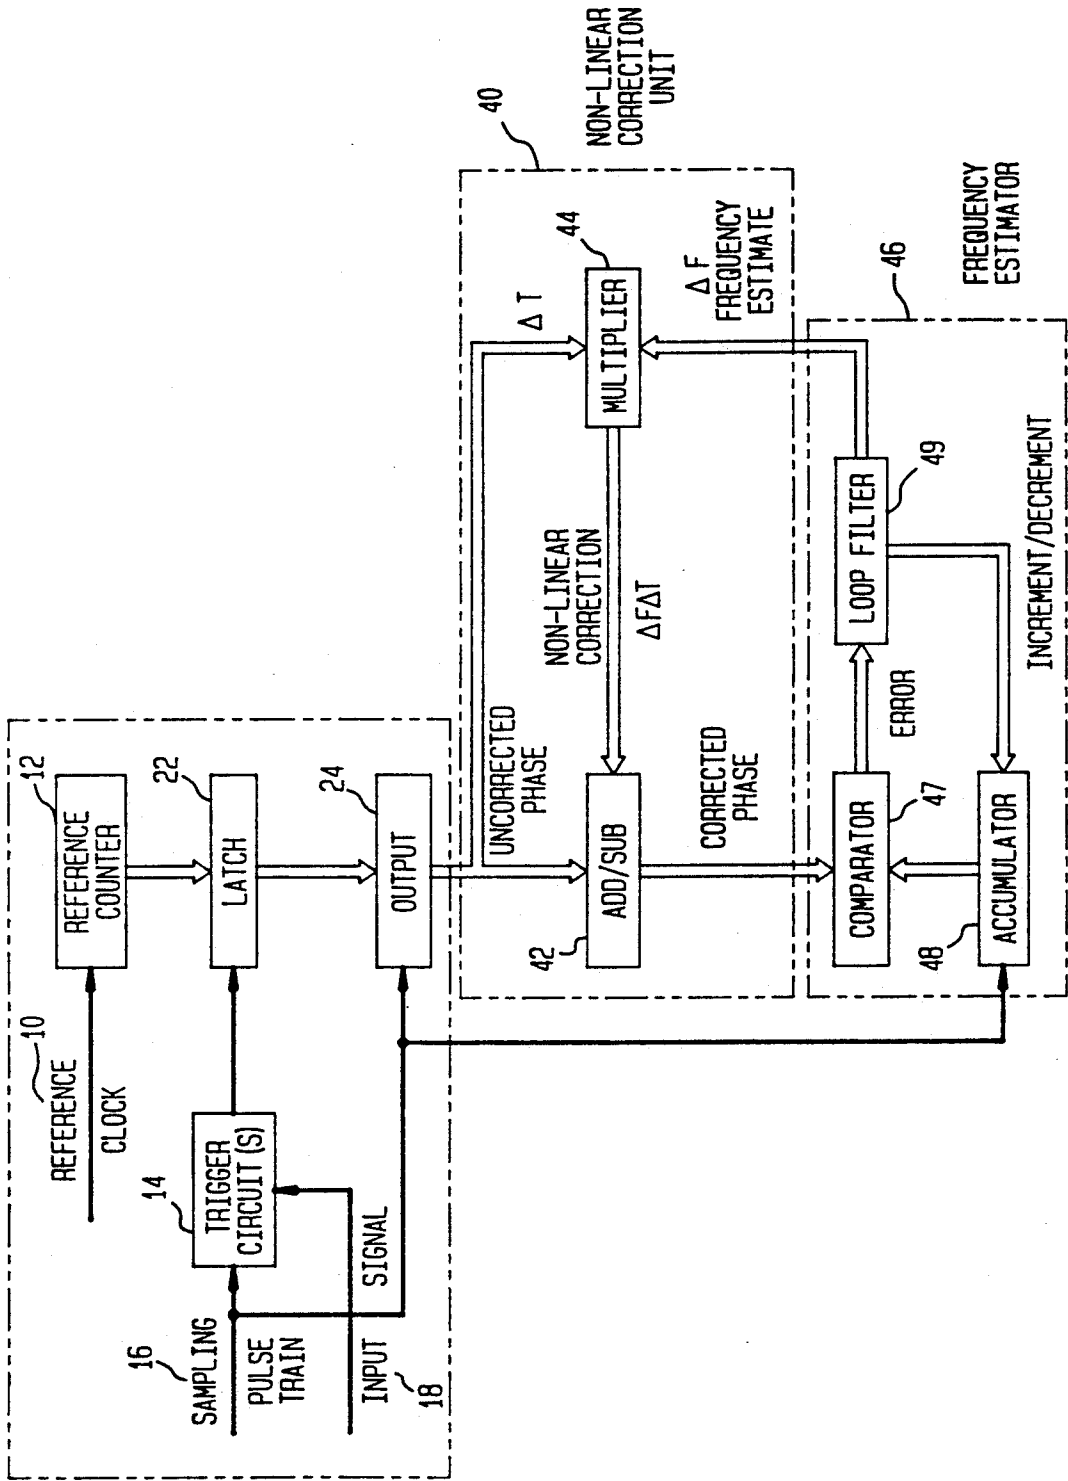 10
REFERENCE
CLOCK
12
REFERENCE
COUNTER
16
SAMPLING
PULSE
TRAIN
14
TRIGGER
CIRCUIT(S)
22
LATCH
INPUT
SIGNAL
18
24
OUTPUT
UNCORRECTED
PHASE
Δ T
40
NON-LINEAR
CORRECTION
UNIT
42
ADD/SUB
NON-LINEAR
CORRECTION
ΔFΔT
44
MULTIPLIER
CORRECTED
PHASE
Δ F
FREQUENCY
ESTIMATE
46
FREQUENCY
ESTIMATOR
COMPARATOR
47
ERROR
LOOP FILTER
49
48
ACCUMULATOR
INCREMENT/DECREMENT